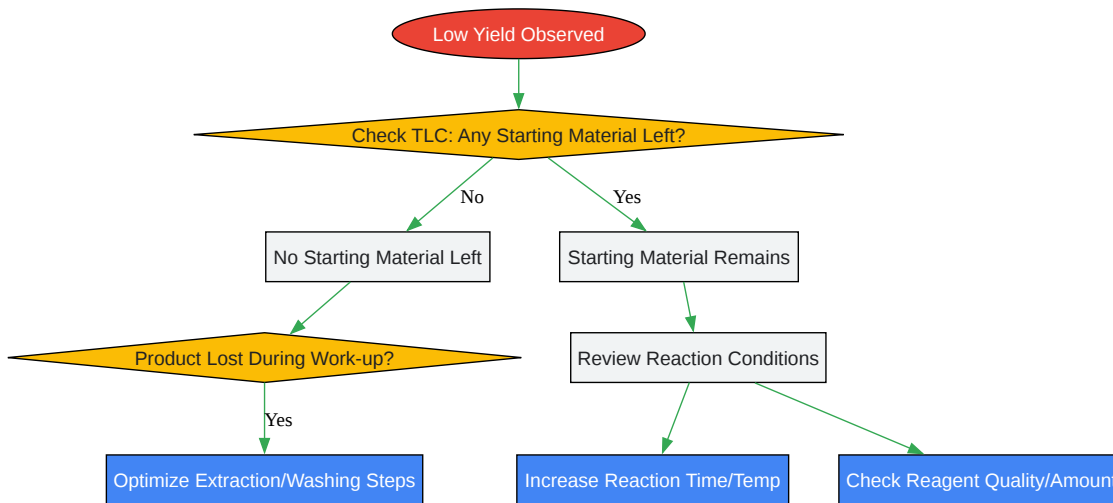 Low Yield Observed
Check TLC: Any Starting Material Left?
No
Yes
No Starting Material Left
Starting Material Remains
Product Lost During Work-up?
Review Reaction Conditions
Yes
Optimize Extraction/Washing Steps
Increase Reaction Time/Temp
Check Reagent Quality/Amount